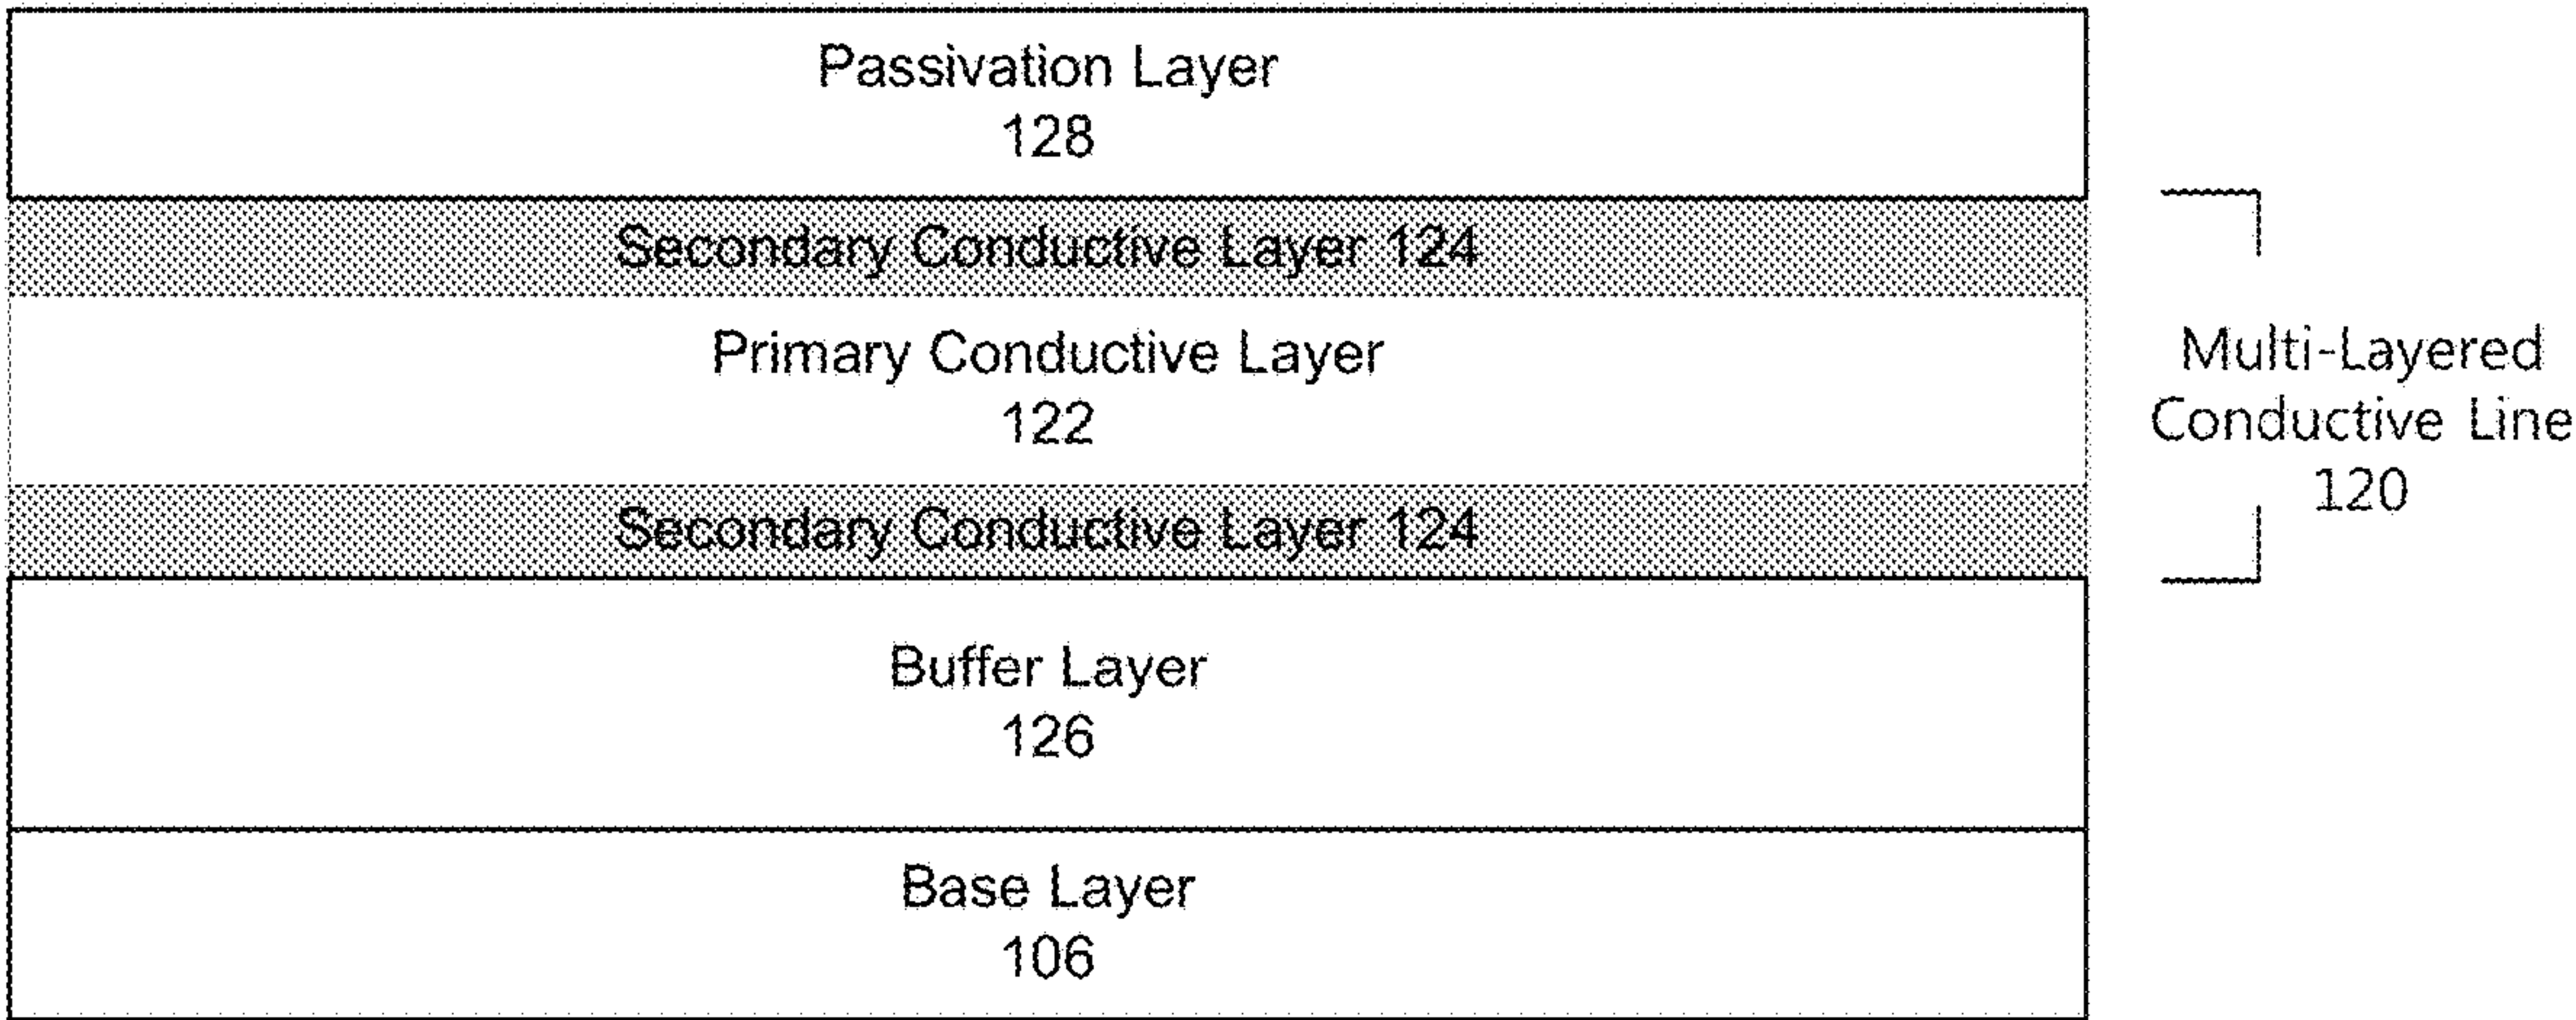 Passivation Layer
128
Secondary Conductive Layer 124
Primary Conductive Layer
122
Secondary Conductive Layer 124
Multi-Layered
Conductive Line
120
Buffer Layer
126
Base Layer
106